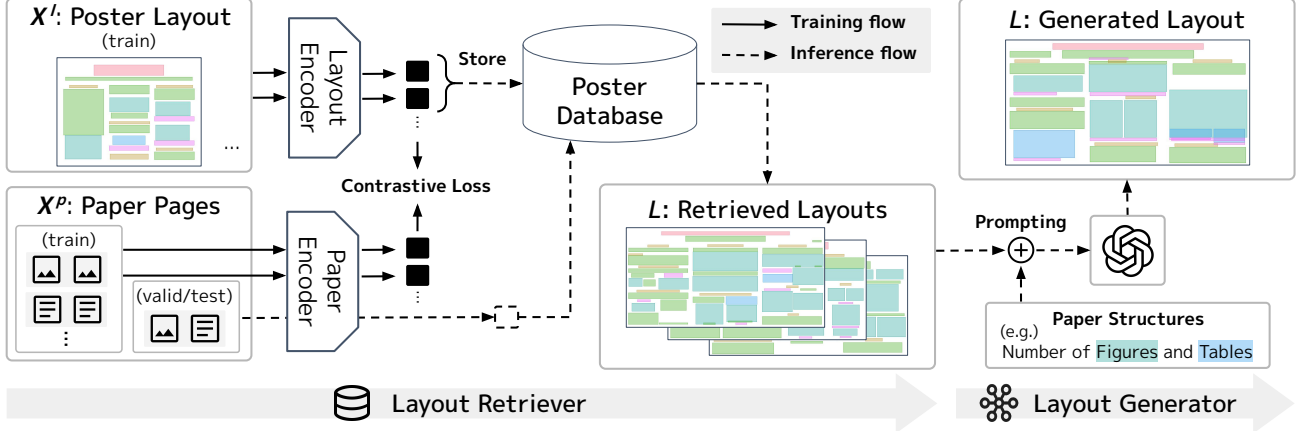 X^l: Poster Layout
(train)
...
Layout
Encoder
Store
...
Contrastive Loss
Poster
Database
Training flow
Inference flow
X^p: Paper Pages
(train)
(valid/test)
...
Paper
Encoder
...
L: Retrieved Layouts
L: Generated Layout
Prompting
Paper Structures
(e.g.)
Number of Figures and Tables
Layout Retriever
Layout Generator